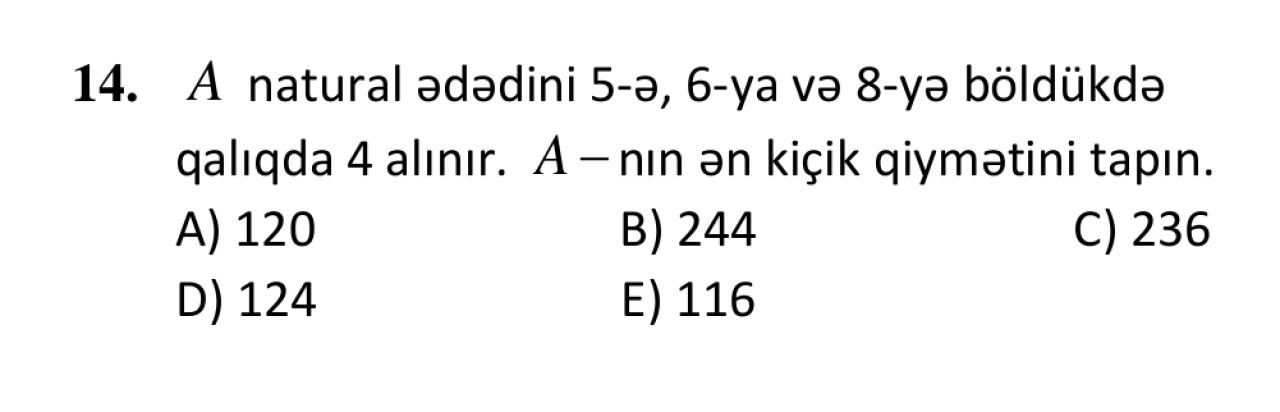 14. A natural ədədini 5-ə, 6-ya və 8-yə böldükdə
qalıqda 4 alınır. A – nın ən kiçik qiymətini tapın.
A) 120 B) 244 C) 236
D) 124 E) 116